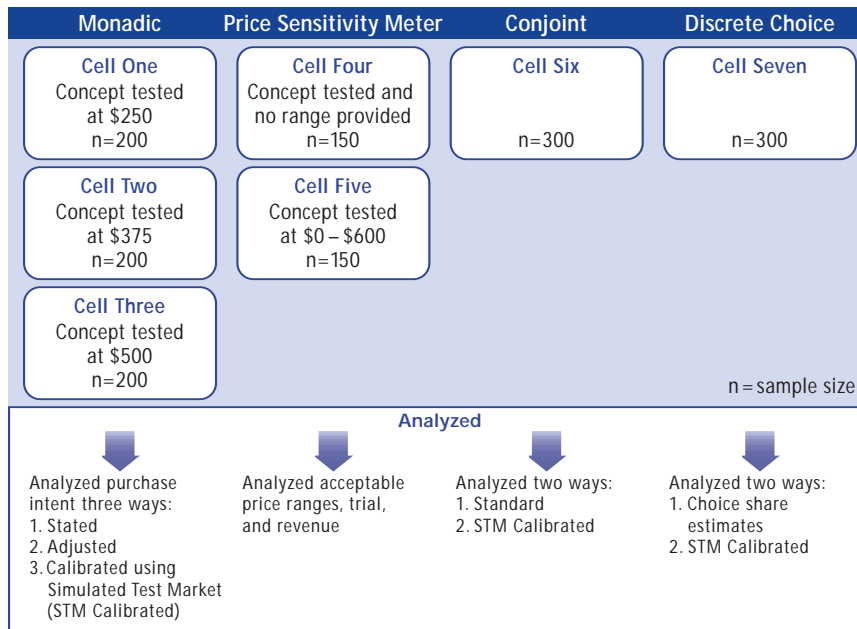 Monadic
Price Sensitivity Meter
Conjoint
Discrete Choice
Cell One
Concept tested
at $250
n=200
Cell Two
Concept tested
at $375
n=200
Cell Three
Concept tested
at $500
n=200
Cell Four
Concept tested and
no range provided
n=150
Cell Five
Concept tested
at $0 – $600
n=150
Cell Six
n=300
Cell Seven
n=300
n = sample size
Analyzed
Analyzed purchase
intent three ways:
1. Stated
2. Adjusted
3. Calibrated using
Simulated Test Market
(STM Calibrated)
Analyzed acceptable
price ranges, trial,
and revenue
Analyzed two ways:
1. Standard
2. STM Calibrated
Analyzed two ways:
1. Choice share
estimates
2. STM Calibrated